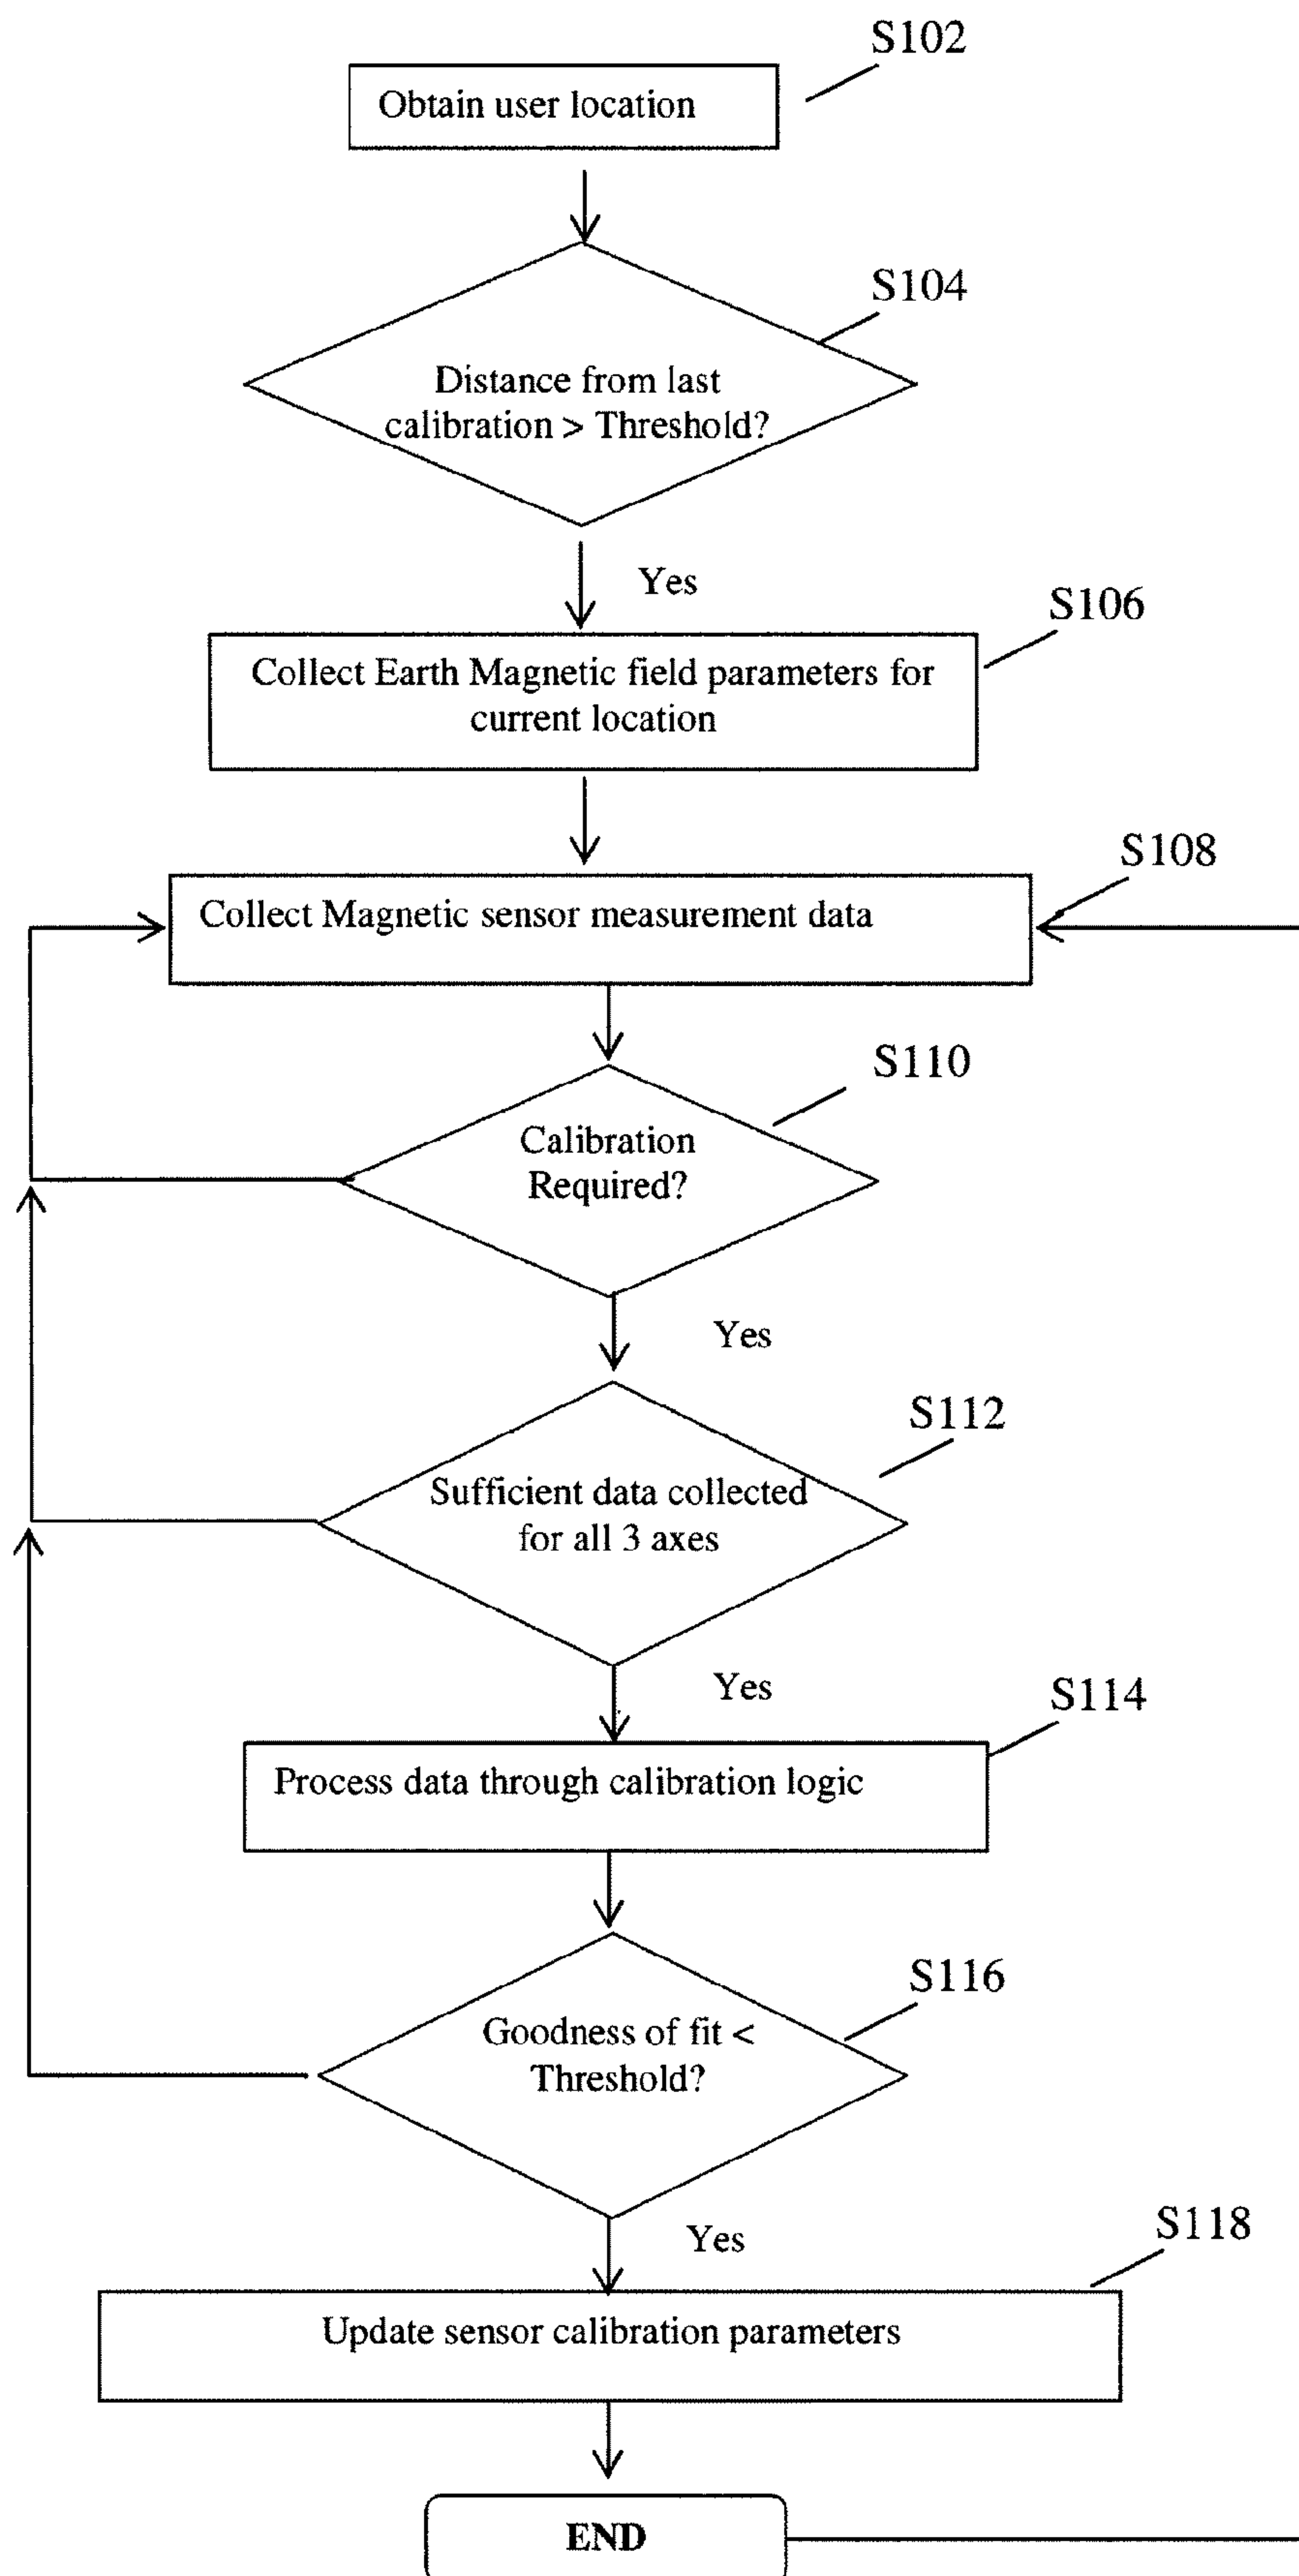 S102
Obtain user location
S104
Distance from last
calibration > Threshold?
Yes
S106
Collect Earth Magnetic field parameters for
current location
S108
Collect Magnetic sensor measurement data
S110
Calibration
Required?
Yes
S112
Sufficient data collected
for all 3 axes
Yes
S114
Process data through calibration logic
S116
Goodness of fit <
Threshold?
Yes
S118
Update sensor calibration parameters
END